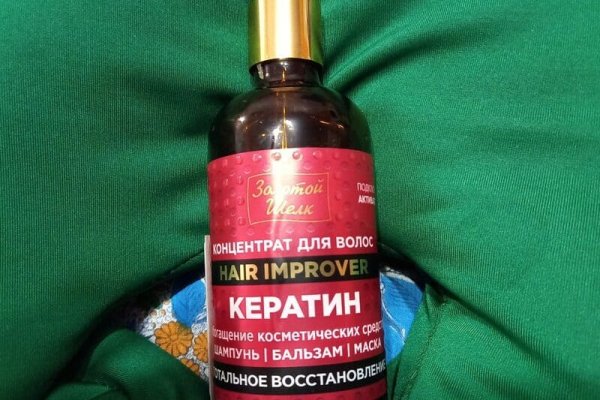 Золотой
Шелк
КОНЦЕНТРАТ ДЛЯ ВОЛОС
HAIR IMPROVER
КЕРАТИН
косметических
ШАМПУНЬ | БАЛЬЗАМ | МАСКА
ВОССТАНОВЛЕНИЕ